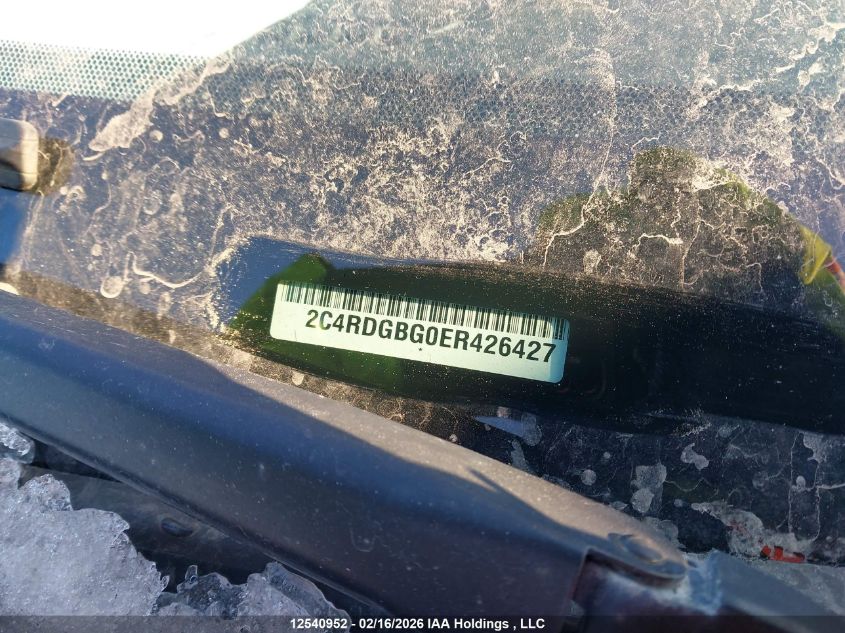 2C4RDGBG0ER426427
12540952 - 02/16/2026 IAA Holdings , LLC